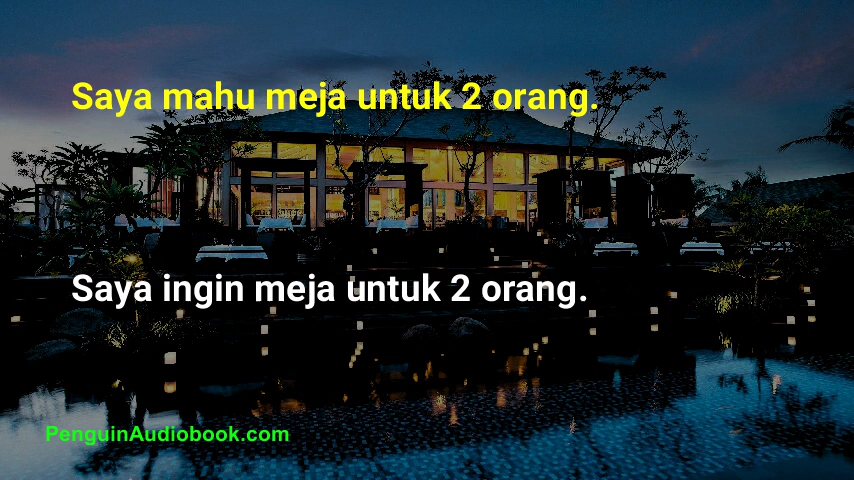 Saya mahu meja untuk 2 orang.
Saya ingin meja untuk 2 orang.
PenguinAudiobook.com